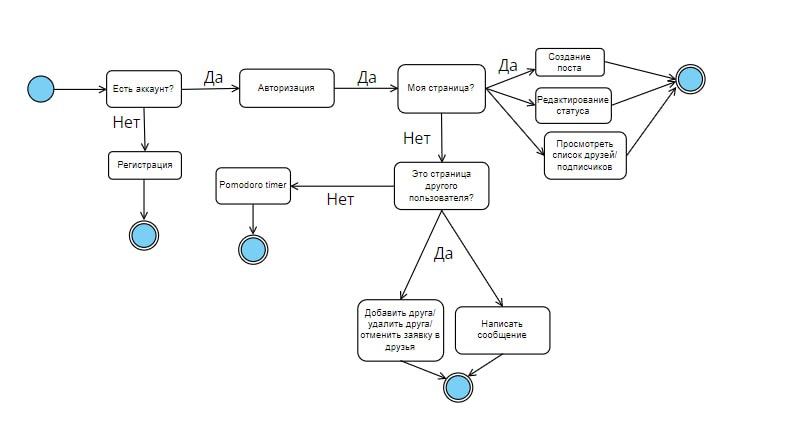 Есть аккаунт?
Да
Авторизация
Да
Моя страница?
Да
Создание
поста
Редактирование
статуса
Просмотреть
список друзей/
подписчиков
Нет
Регистрация
Нет
Это страница
другого
пользователя?
Нет
Pomodoro timer
Да
Добавить друга/
удалить друга/
отменить заявку в
друзья
Написать
сообщение